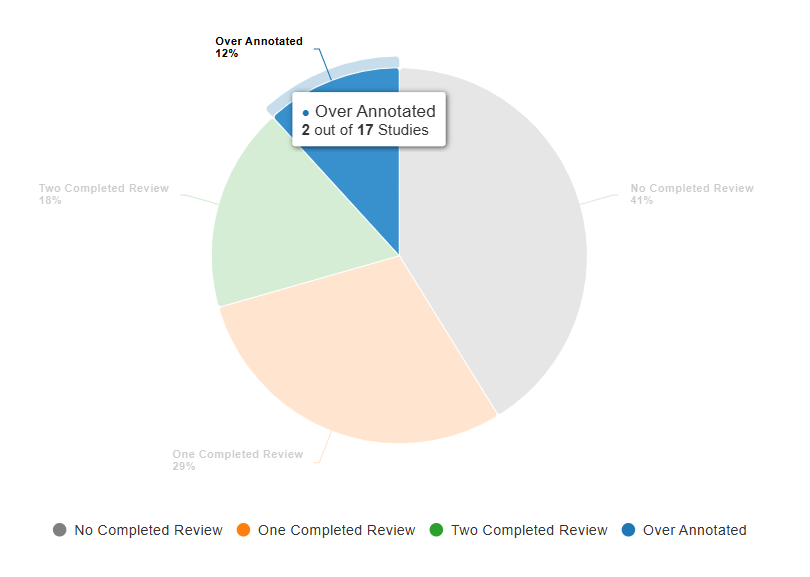 Over Annotated
12%
• Over Annotated
2 out of 17 Studies
Two Completed Review
18%
No Completed Review
41%
One Completed Review
29%
No Completed Review
One Completed Review
Two Completed Review
Over Annotated